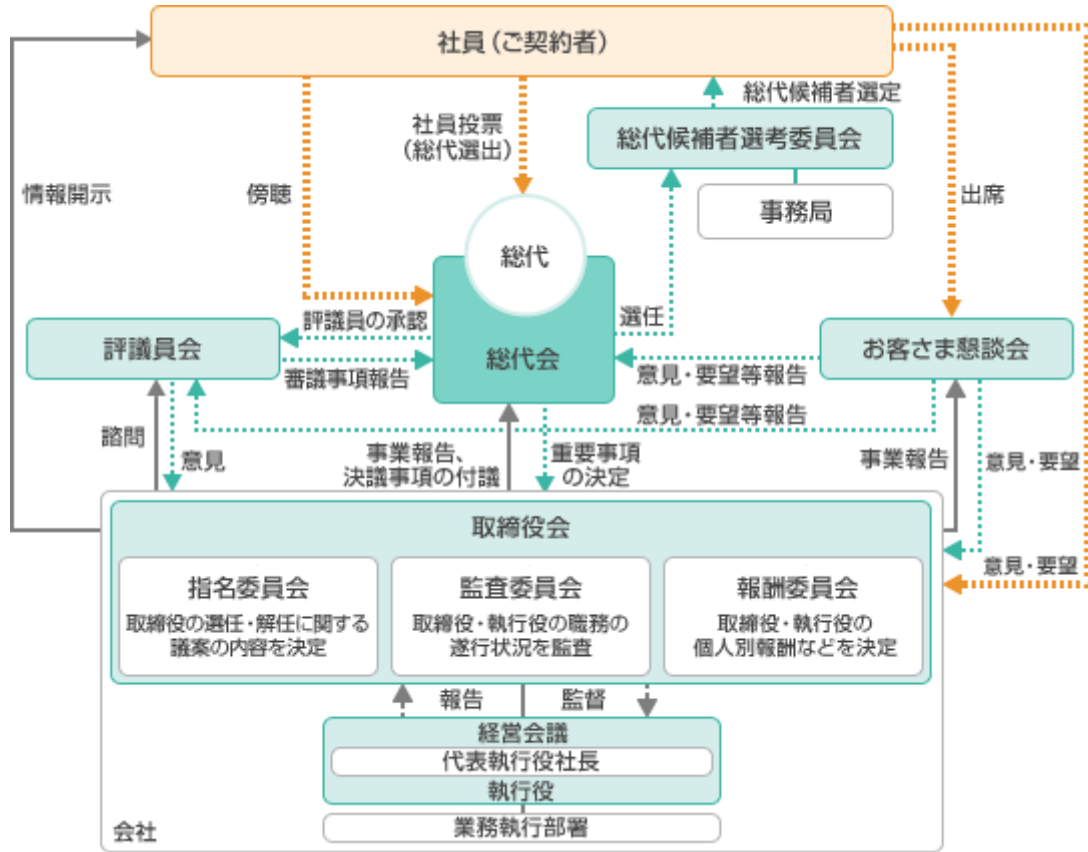 社員（ご契約者）
総代候補者選定
社員投票
（総代選出）
総代候補者選考委員会
情報開示
傍聴
事務局
出席
総代
評議員の承認
選任
評議員会
総代会
お客さま懇談会
審議事項報告
意見・要望等報告
意見・要望等報告
諮問
意見
事業報告、
決議事項の付議
重要事項
の決定
事業報告
意見・要望
取締役会
意見・要望
指名委員会
取締役の選任・解任に関する
議案の内容を決定
監査委員会
取締役・執行役の職務の
遂行状況を監査
報酬委員会
取締役・執行役の
個人別報酬などを決定
報告
監督
経営会議
代表執行役社長
執行役
業務執行部署
会社